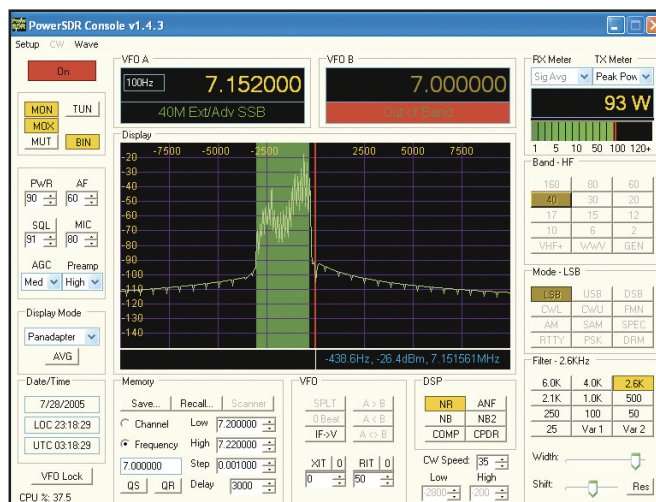 PowerSDR Console v1.4.3
Setup CW Wave
On
MON TUN
MOX
MUT BIN
PWR AF
90 60
SQL MIC
91 80
AGC Preamp
Med High
Display Mode
Panadapter
AVG
Date/Time
7/28/2005
LOC 23:18:29
UTC 03:18:29
VFO Lock
CPU %: 37.5
VFO A
100Hz 7.152000
40M Ext/Adv SSB
VFO B
7.000000
Out of Band
Display
-7500 -5000 -2500 2500 5000 7500
-20
-30
-40
-50
-60
-70
-80
-90
-100
-110
-120
-130
-140
-438.6Hz, -26.4dBm, 7.151561MHz
Memory
Save... Recall... Scanner
Channel Low 7.200000
Frequency High 7.220000
7.000000 Step 0.001000
QS QR Delay 3000
VFO
SPLT A > B
0 Beat A < B
IF->V A <> B
XIT 0 RIT 0
0 50
DSP
NR ANF
NB NB2
COMP CPDR
CW Speed: 35
Low High
-2800 -200
RX Meter TX Meter
Sig Avg Peak Pow
93 W
1 5 10 50 100 120+
Band - HF
160 80 60
40 30 20
17 15 12
10 6 2
VHF+ WWV GEN
Mode - LSB
LSB USB DSB
CWL CWU FMN
AM SAM SPEC
RTTY PSK DRM
Filter - 2.6KHz
6.0K 4.0K 2.6K
2.1K 1.0K 500
250 100 50
25 Var 1 Var 2
Width:
Shift: Res